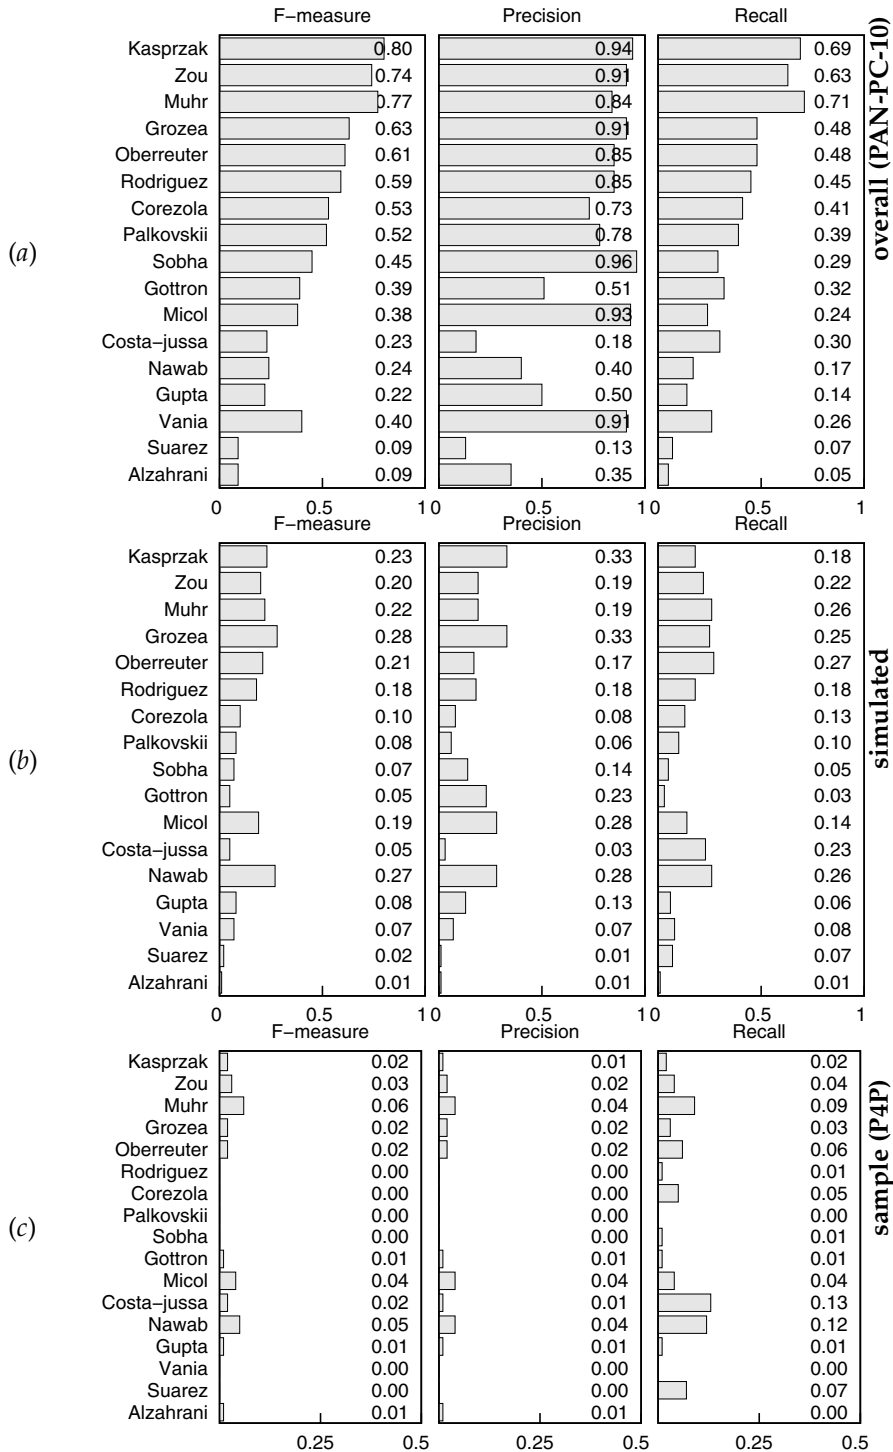 F−measure Precision Recall
Kasprzak 0.80 0.94 0.69
Zou 0.74 0.91 0.63
Muhr 0.77 0.84 0.71
Grozea 0.63 0.91 0.48
Oberreuter 0.61 0.85 0.48
Rodriguez 0.59 0.85 0.45
Corezola 0.53 0.73 0.41
Palkovskii 0.52 0.78 0.39
Sobha 0.45 0.96 0.29
Gottron 0.39 0.51 0.32
Micol 0.38 0.93 0.24
Costa−jussa 0.23 0.18 0.30
Nawab 0.24 0.40 0.17
Gupta 0.22 0.50 0.14
Vania 0.40 0.91 0.26
Suarez 0.09 0.13 0.07
Alzahrani 0.09 0.35 0.05
0 0.5 1 0 0.5 1 0 0.5 1
(a)
overall (PAN-PC-10)
F−measure Precision Recall
Kasprzak 0.23 0.33 0.18
Zou 0.20 0.19 0.22
Muhr 0.22 0.19 0.26
Grozea 0.28 0.33 0.25
Oberreuter 0.21 0.17 0.27
Rodriguez 0.18 0.18 0.18
Corezola 0.10 0.08 0.13
Palkovskii 0.08 0.06 0.10
Sobha 0.07 0.14 0.05
Gottron 0.05 0.23 0.03
Micol 0.19 0.28 0.14
Costa−jussa 0.05 0.03 0.23
Nawab 0.27 0.28 0.26
Gupta 0.08 0.13 0.06
Vania 0.07 0.07 0.08
Suarez 0.02 0.01 0.07
Alzahrani 0.01 0.01 0.01
0 0.5 1 0 0.5 1 0 0.5 1
(b)
simulated
F−measure Precision Recall
Kasprzak 0.02 0.01 0.02
Zou 0.03 0.02 0.04
Muhr 0.06 0.04 0.09
Grozea 0.02 0.02 0.03
Oberreuter 0.02 0.02 0.06
Rodriguez 0.00 0.00 0.01
Corezola 0.00 0.00 0.05
Palkovskii 0.00 0.00 0.00
Sobha 0.00 0.00 0.01
Gottron 0.01 0.01 0.01
Micol 0.04 0.04 0.04
Costa−jussa 0.02 0.01 0.13
Nawab 0.05 0.04 0.12
Gupta 0.01 0.01 0.01
Vania 0.00 0.00 0.00
Suarez 0.00 0.00 0.07
Alzahrani 0.01 0.01 0.00
0.25 0.5 0.25 0.5 0.25 0.5
(c)
sample (P4P)